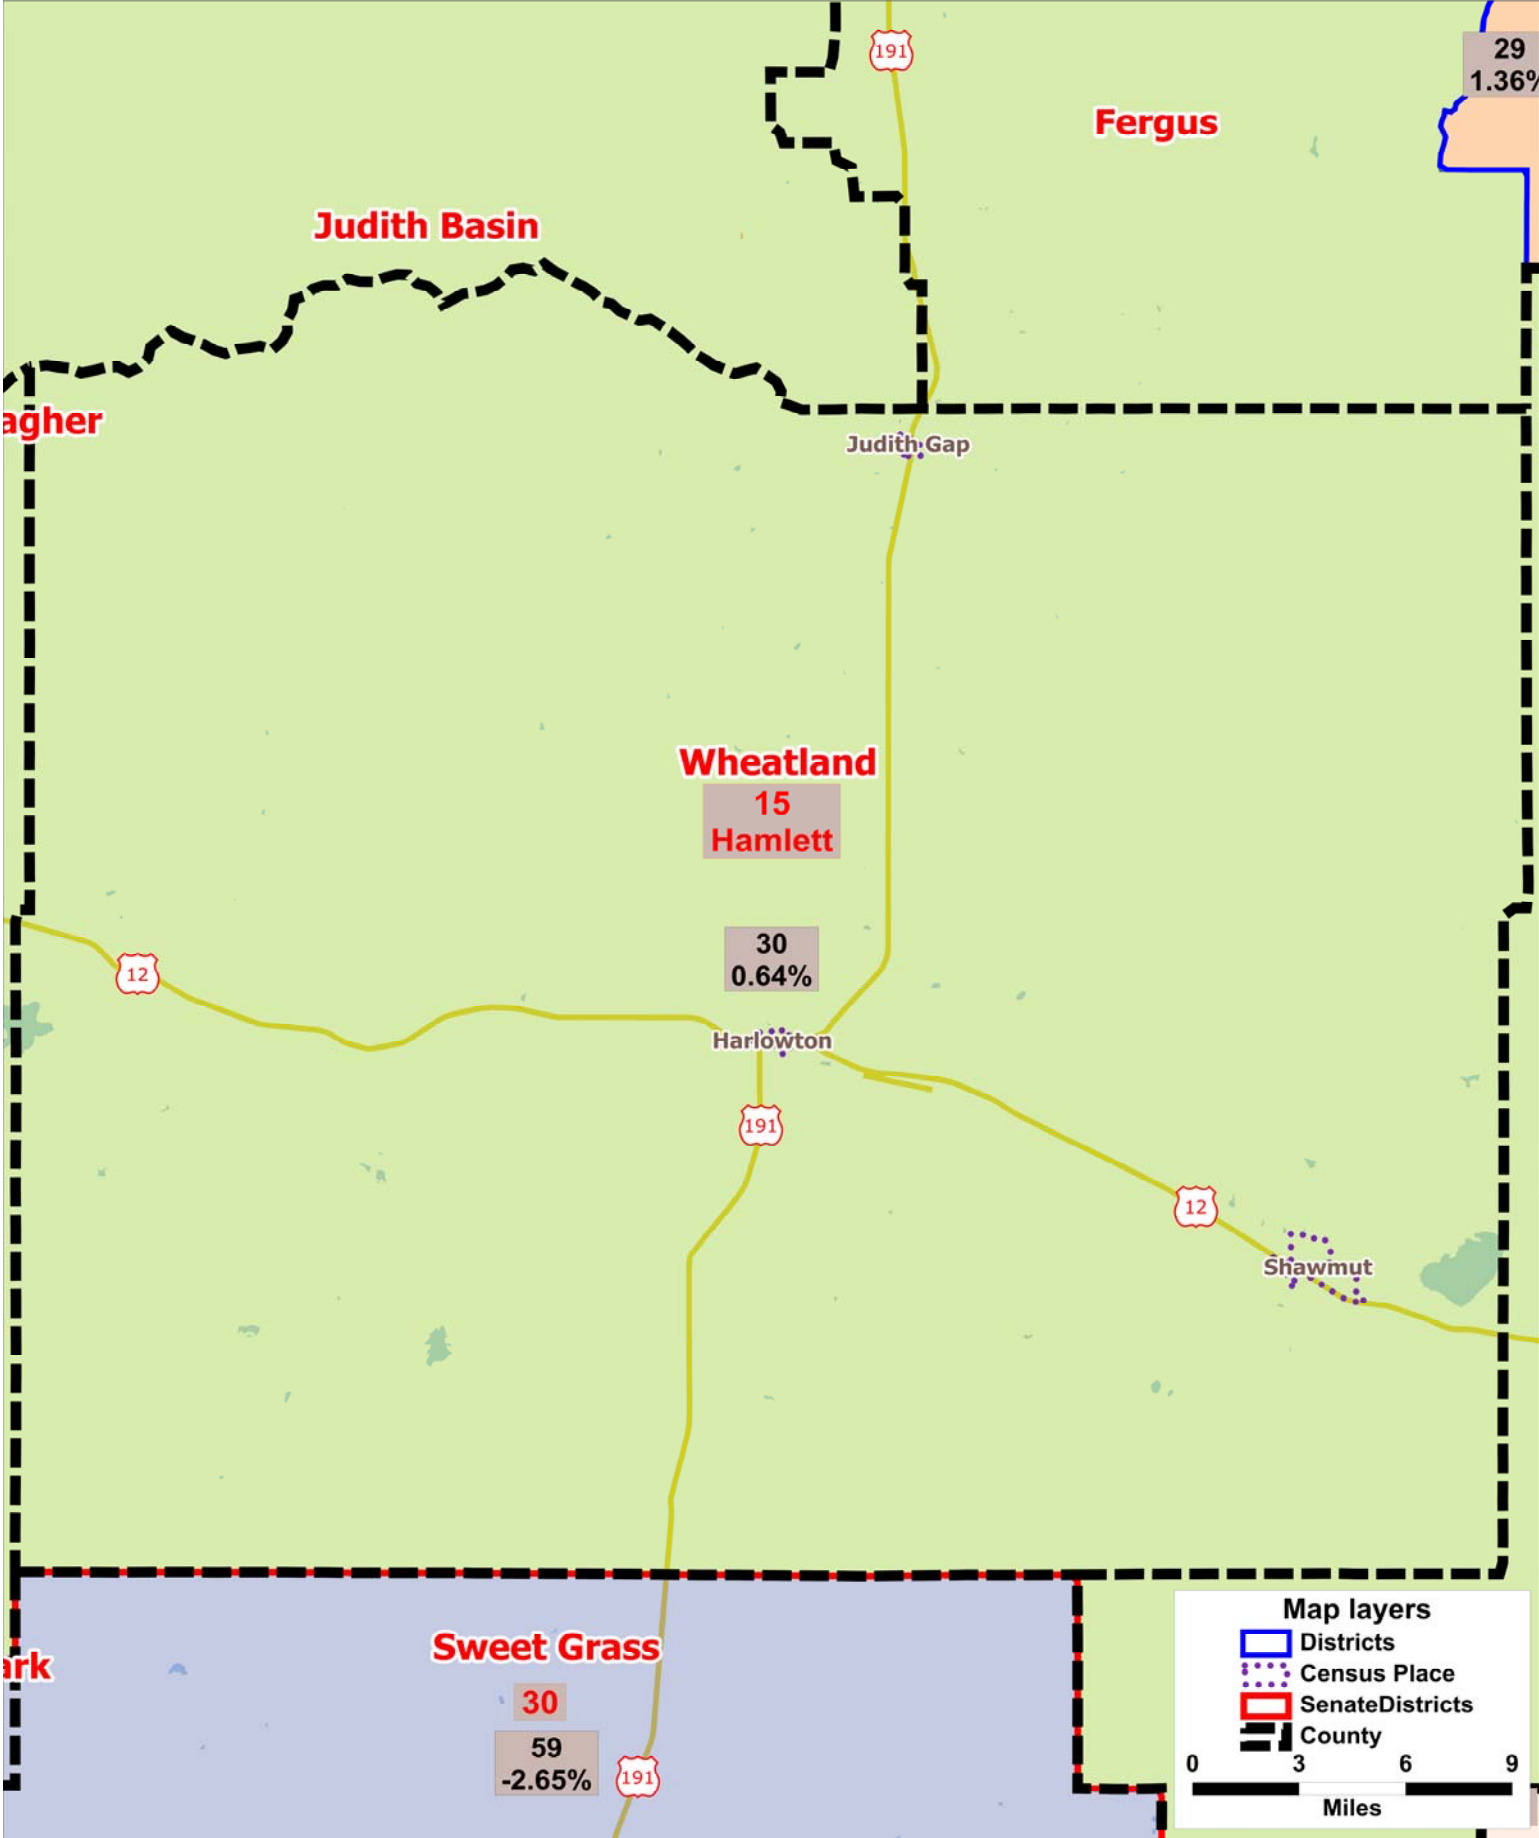 191
29
1.36%
Fergus
Judith Basin
agher
Judith Gap
Wheatland
15
Hamlett
30
0.64%
12
Harlowton
191
12
Shawmut
Sweet Grass
30
59
-2.65%
191
ark
Map layers
Districts
Census Place
SenateDistricts
County
0 3 6 9
Miles